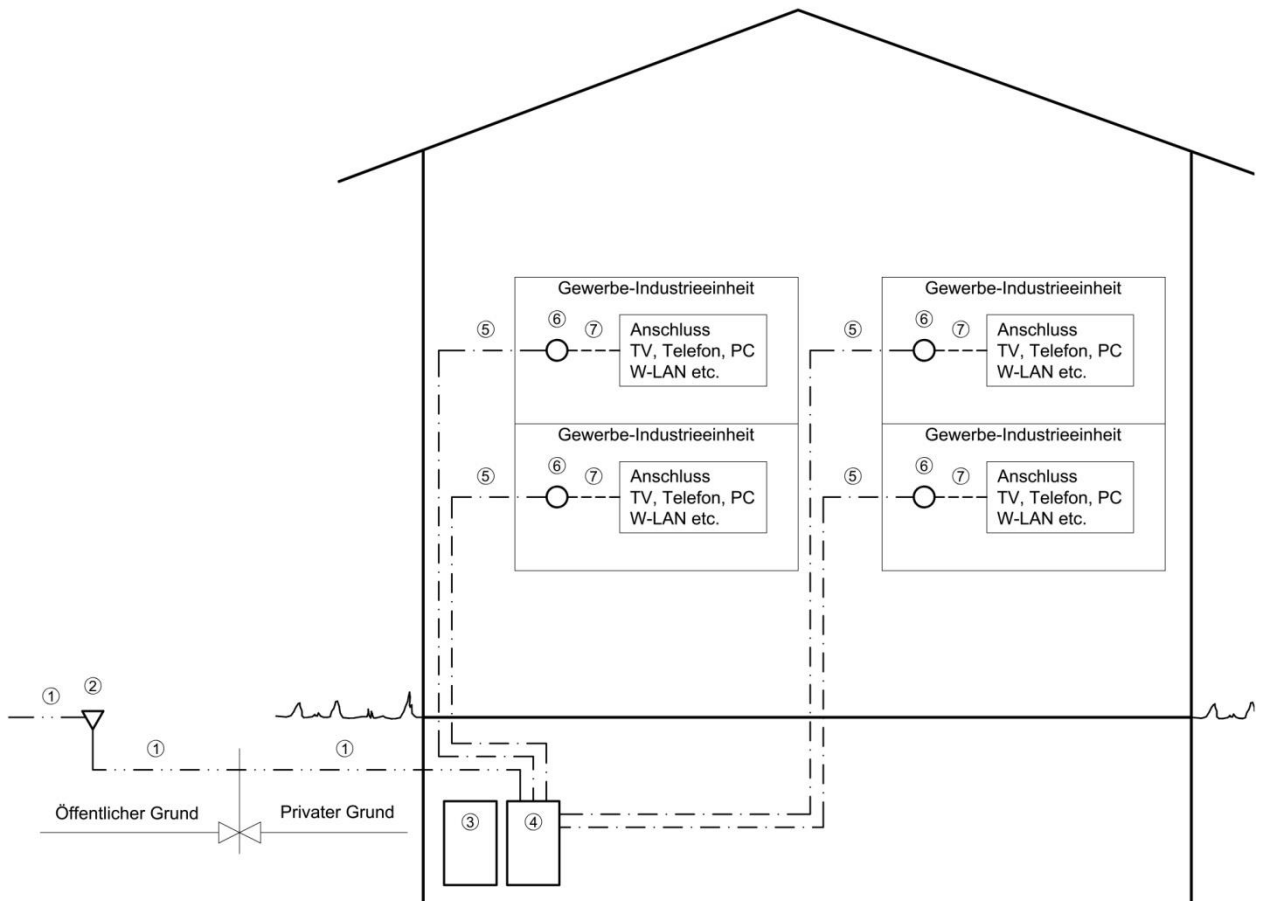 Gewerbe-Industrieeinheit
⑤ ⑥ ⑦
Anschluss
TV, Telefon, PC
W-LAN etc.
Gewerbe-Industrieeinheit
⑤ ⑥ ⑦
Anschluss
TV, Telefon, PC
W-LAN etc.
Gewerbe-Industrieeinheit
⑤ ⑥ ⑦
Anschluss
TV, Telefon, PC
W-LAN etc.
Gewerbe-Industrieeinheit
⑤ ⑥ ⑦
Anschluss
TV, Telefon, PC
W-LAN etc.
① ②
① ①
Öffentlicher Grund
Privater Grund
③ ④